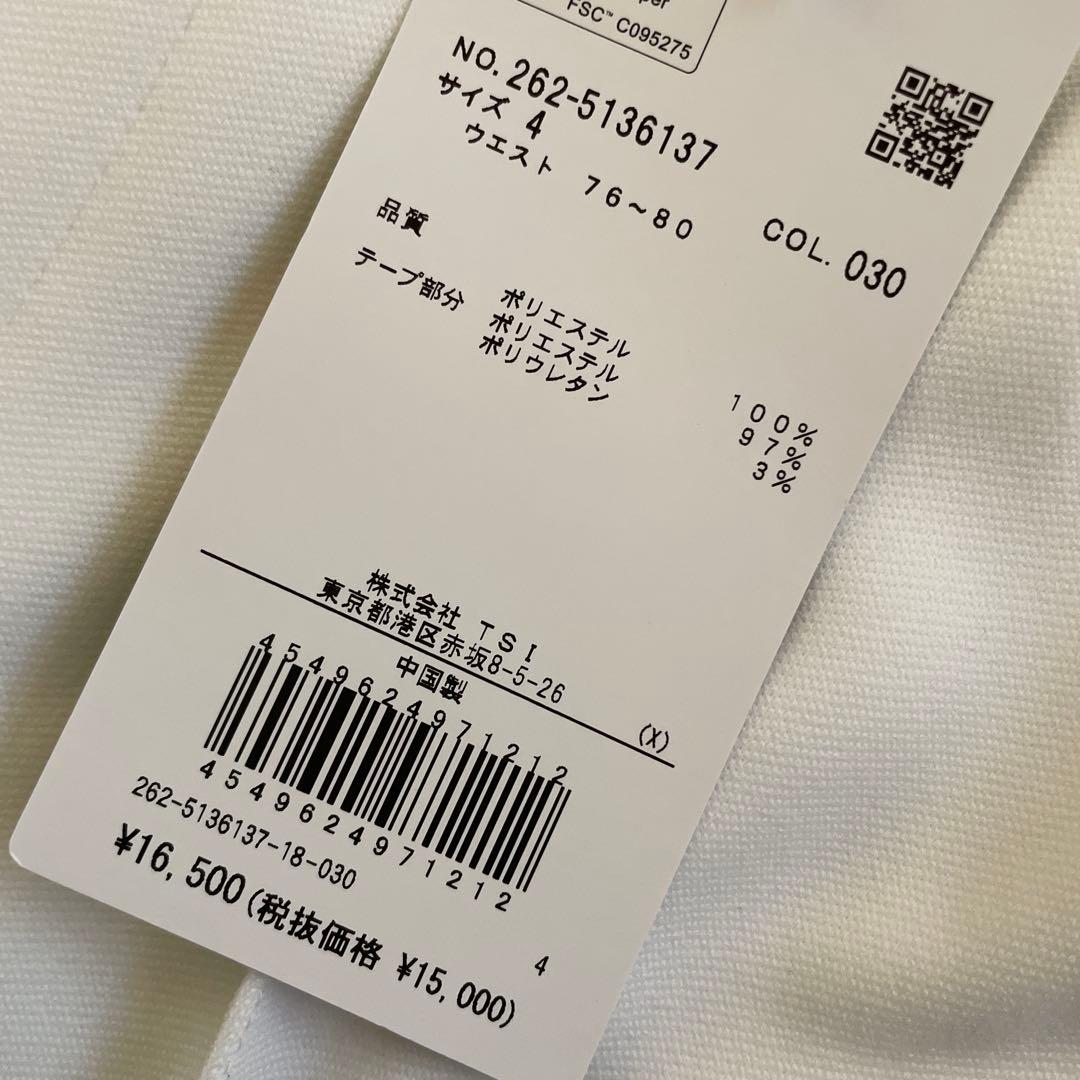 FSC™ C095275
NO. 262-5136137
サイズ 4
ウエスト 76~80
COL. 030
品質
ポリエステル 100%
テープ部分 ポリエステル 97%
ポリウレタン 3%
株式会社 TSI
東京都港区赤坂8-5-26
中国製 (X)
4549624971212
4549624971212
262-5136137-18-030
4
¥16,500(税抜価格 ¥15,000)